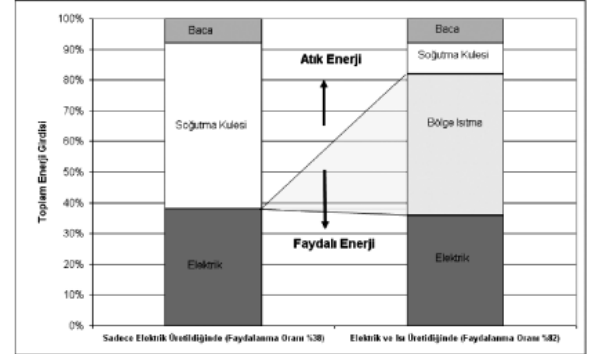 100%
90%
80%
70%
60%
50%
40%
30%
20%
10%
0%
Toplam Enerji Girdisi
Baca
Soğutma Kulesi
Elektrik
Atık Enerji
Faydalı Enerji
Baca
Soğutma Kulesi
Bölge Isıtma
Elektrik
Sadece Elektrik Üretildiğinde (Faydalanma Oranı %38)
Elektrik ve Isı Üretidiğinde (Faydalanma Oranı %82)